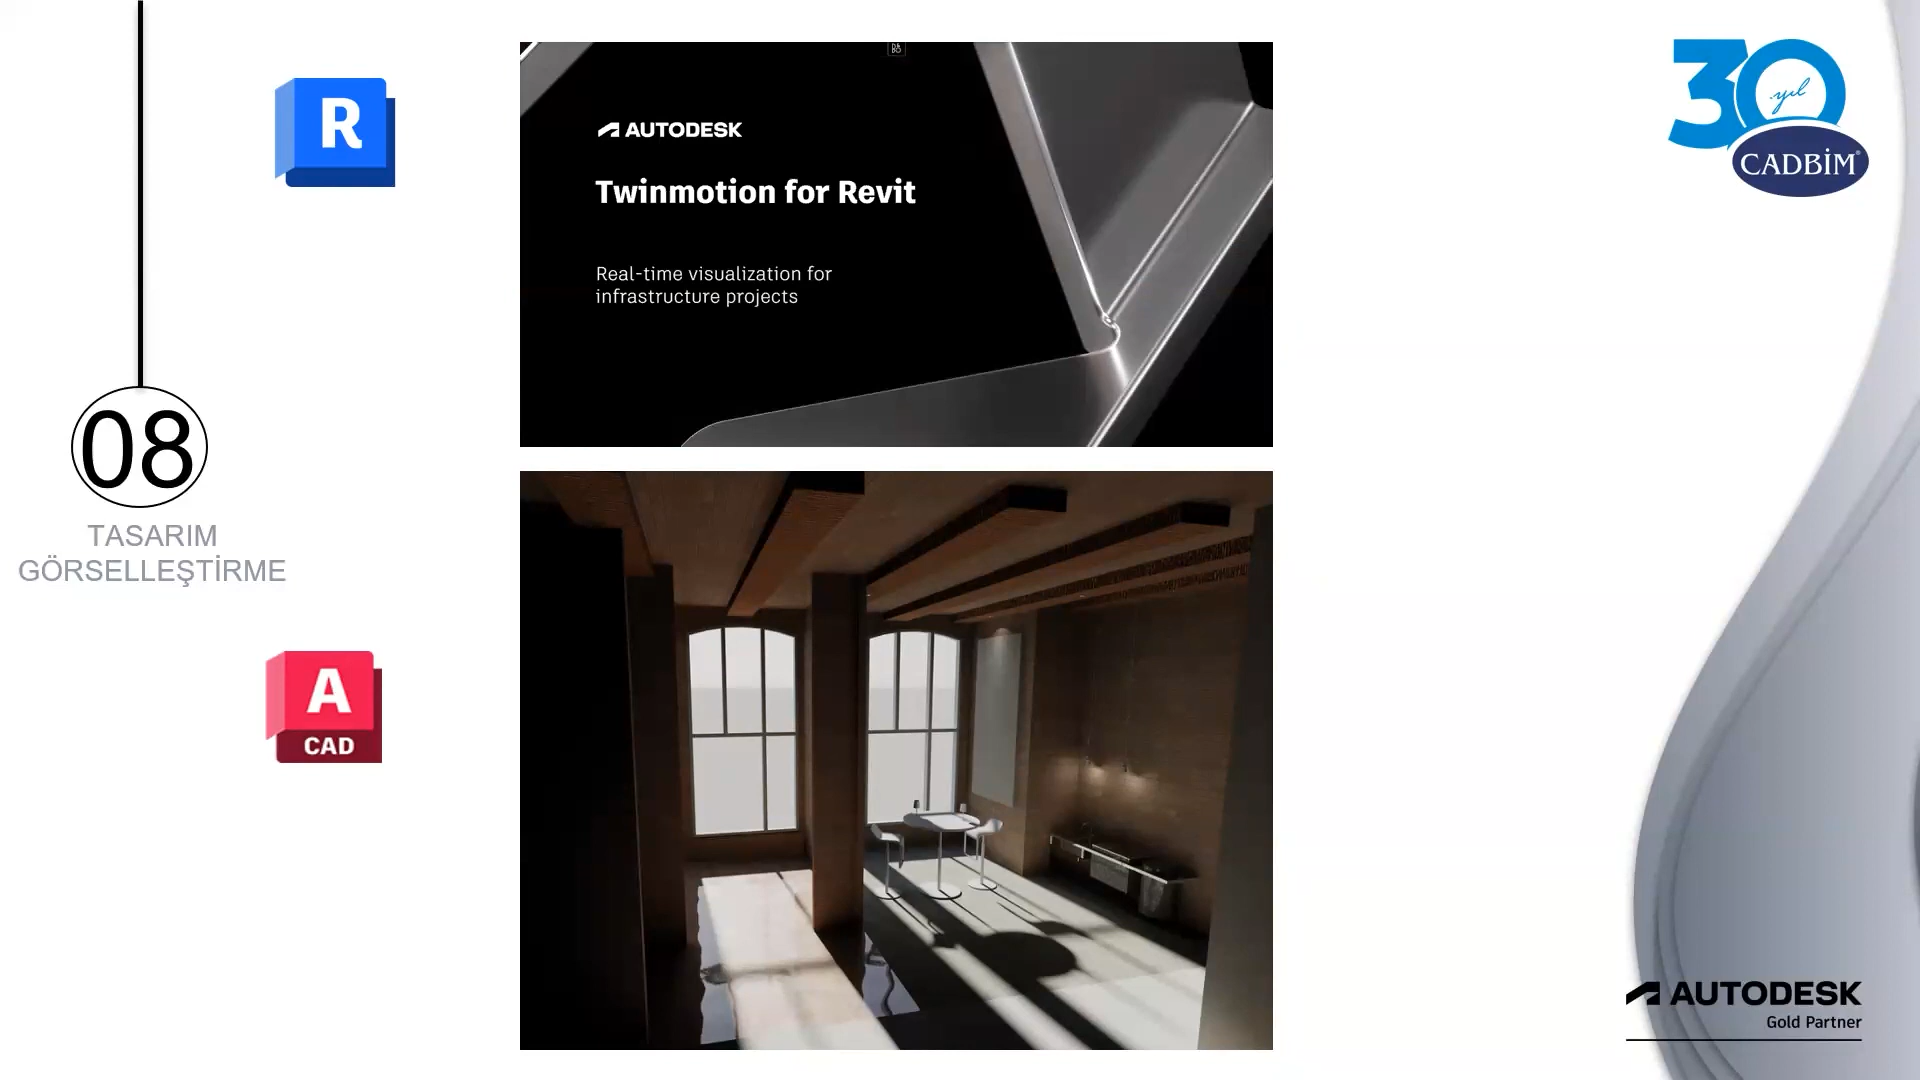 R
AUTODESK
Twinmotion for Revit
Real-time visualization for
infrastructure projects
30
yıl
CADBİM®
08
TASARIM
GÖRSELLEŞTİRME
A
CAD
AUTODESK
Gold Partner